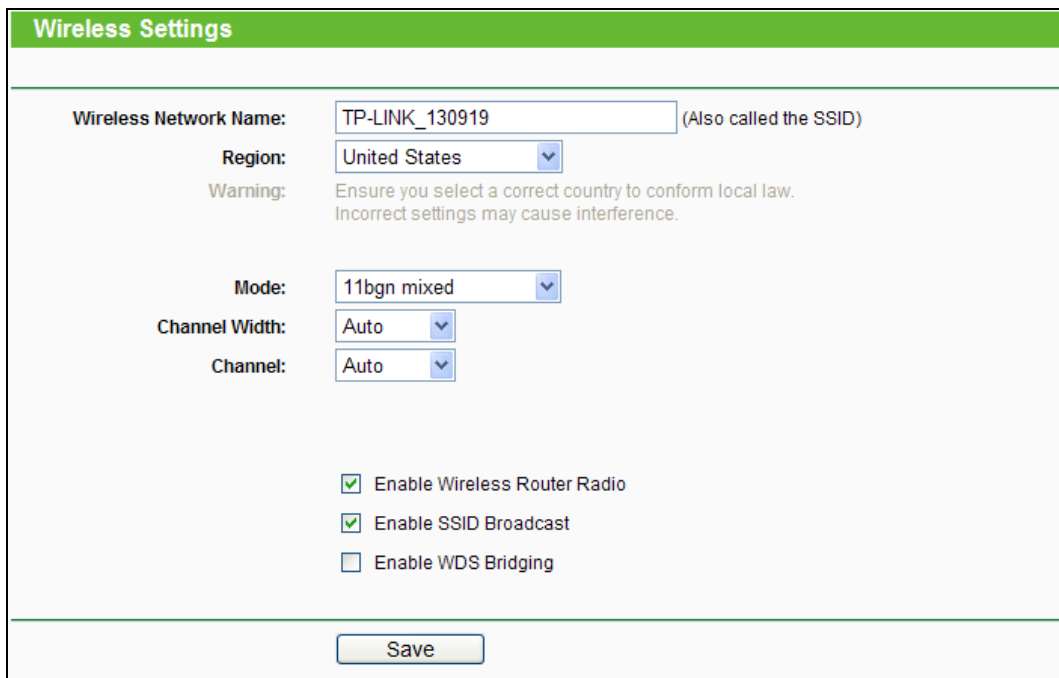 Wireless Settings
Wireless Network Name: TP-LINK_130919 (Also called the SSID)
Region: United States
Warning: Ensure you select a correct country to conform local law.
Incorrect settings may cause interference.
Mode: 11bgn mixed
Channel Width: Auto
Channel: Auto
Enable Wireless Router Radio
Enable SSID Broadcast
Enable WDS Bridging
Save